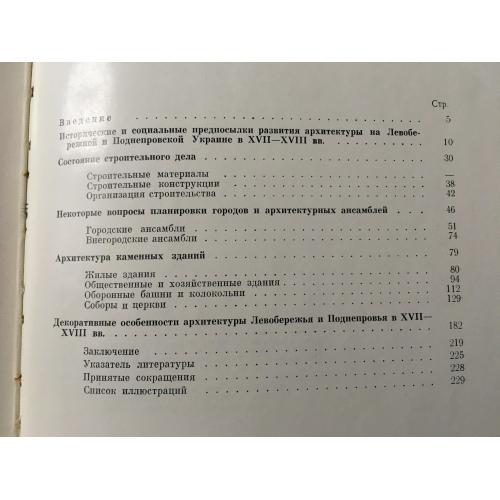 Стр.
Введение . . . . . . . . . . . . . . . . . . . . 5
Исторические и социальные предпосылки развития архитектуры на Левобе-
режной и Поднепровской Украине в XVII—XVIII вв. . . . . . . . . . . 10
Состояние строительного дела . . . . . . . . . . . . . . . . . . 30
Строительные материалы . . . . . . . . . . . . . . . . . . —
Строительные конструкции . . . . . . . . . . . . . . . . . 38
Организация строительства . . . . . . . . . . . . . . . . . 42
Некоторые вопросы планировки городов и архитектурных ансамблей . . . 46
Городские ансамбли . . . . . . . . . . . . . . . . . . . 51
Внегородские ансамбли . . . . . . . . . . . . . . . . . . 74
Архитектура каменных зданий . . . . . . . . . . . . . . . . . . 79
Жилые здания . . . . . . . . . . . . . . . . . . . . . 80
Общественные и хозяйственные здания . . . . . . . . . . . . . 94
Оборонные башни и колокольни . . . . . . . . . . . . . . . 112
Соборы и церкви . . . . . . . . . . . . . . . . . . . . 129
Декоративные особенности архитектуры Левобережья и Поднепровья в XVII—
XVIII вв. . . . . . . . . . . . . . . . . . . . . . . . 182
Заключение . . . . . . . . . . . . . . . . . . . . . . 219
Указатель литературы . . . . . . . . . . . . . . . . . . 225
Принятые сокращения . . . . . . . . . . . . . . . . . . 228
Список иллюстраций . . . . . . . . . . . . . . . . . . . 229